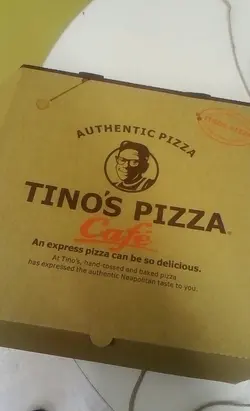 AUTHENTIC PIZZA
TINO'S PIZZA
Café
An express pizza can be so delicious.
At Tino's, hand-tossed and baked pizza
has expressed the authentic Neapolitan taste to you.